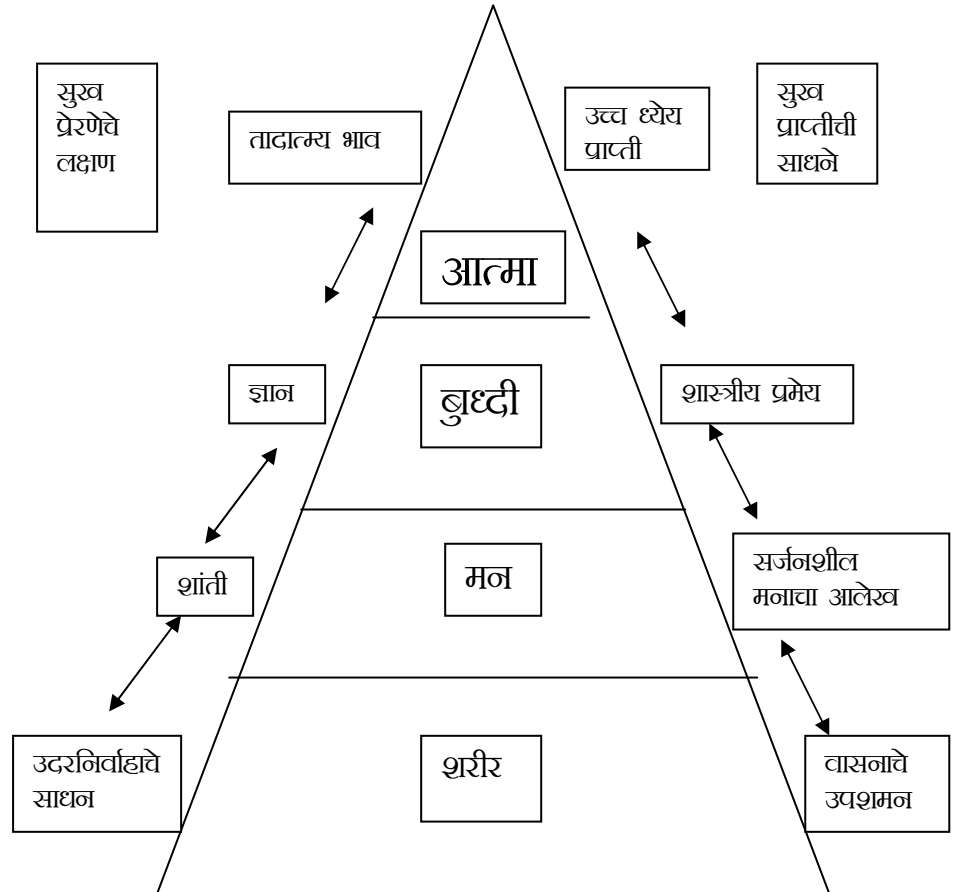 सुख
प्रेरणेचे
लक्षण
तादात्म्य भाव
उच्च ध्येय
प्राप्ती
सुख
प्राप्तीची
साधने
आत्मा
ज्ञान
बुध्दी
शास्त्रीय प्रमेय
शांती
मन
सर्जनशील
मनाचा आलेख
उदरनिर्वाहाचे
साधन
शरीर
वासनाचे
उपशमन